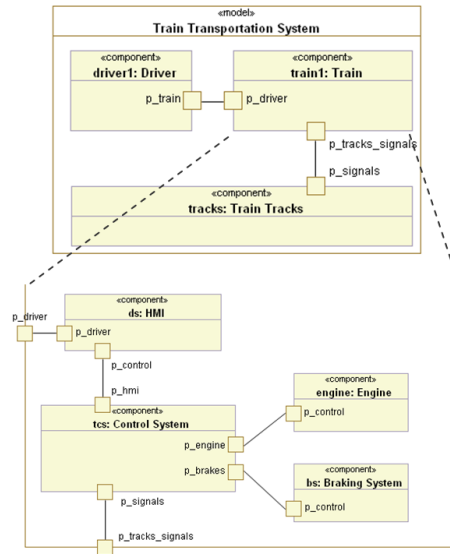 «model»
Train Transportation System
«component»
driver1: Driver
p_train
«component»
train1: Train
p_driver
p_tracks_signals
p_signals
«component»
tracks: Train Tracks
p_driver
«component»
ds: HMI
p_driver
p_control
p_hmi
«component»
tcs: Control System
p_engine
p_brakes
«component»
engine: Engine
p_control
«component»
bs: Braking System
p_control
p_signals
p_tracks_signals